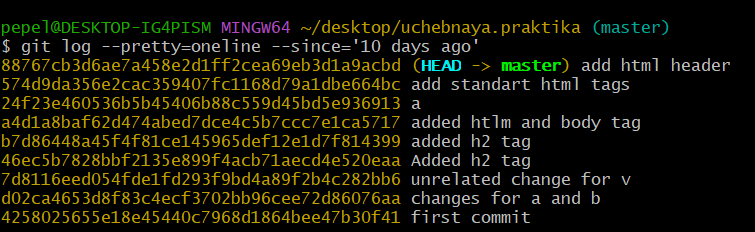 pepel@DESKTOP-IG4PISM MINGW64 ~/desktop/uchebnaya.praktika (master)
$ git log --pretty=oneline --since='10 days ago'
88767cb3d6ae7a458e2d1ff2cea69eb3d1a9acbd (HEAD -> master) add html header
574d9da356e2cac359407fc1168d79a1dbe664bc add standart html tags
24f23e460536b5b45406b88c559d45bd5e936913 a
a4d1a8baf62d474abed7dce4c5b7ccc7e1ca5717 added htlm and body tag
b7d86448a45f4f81ce145965def12e1d7f814399 added h2 tag
46ec5b7828bbf2135e899f4acb71aecd4e520eaa Added h2 tag
7d8116eed054fde1fd293f9bd4a89f2b4c282bb6 unrelated change for v
d02ca4653d8f83c4ecf3702bb96cee72d86076aa changes for a and b
4258025655e18e45440c7968d1864bee47b30f41 first commit